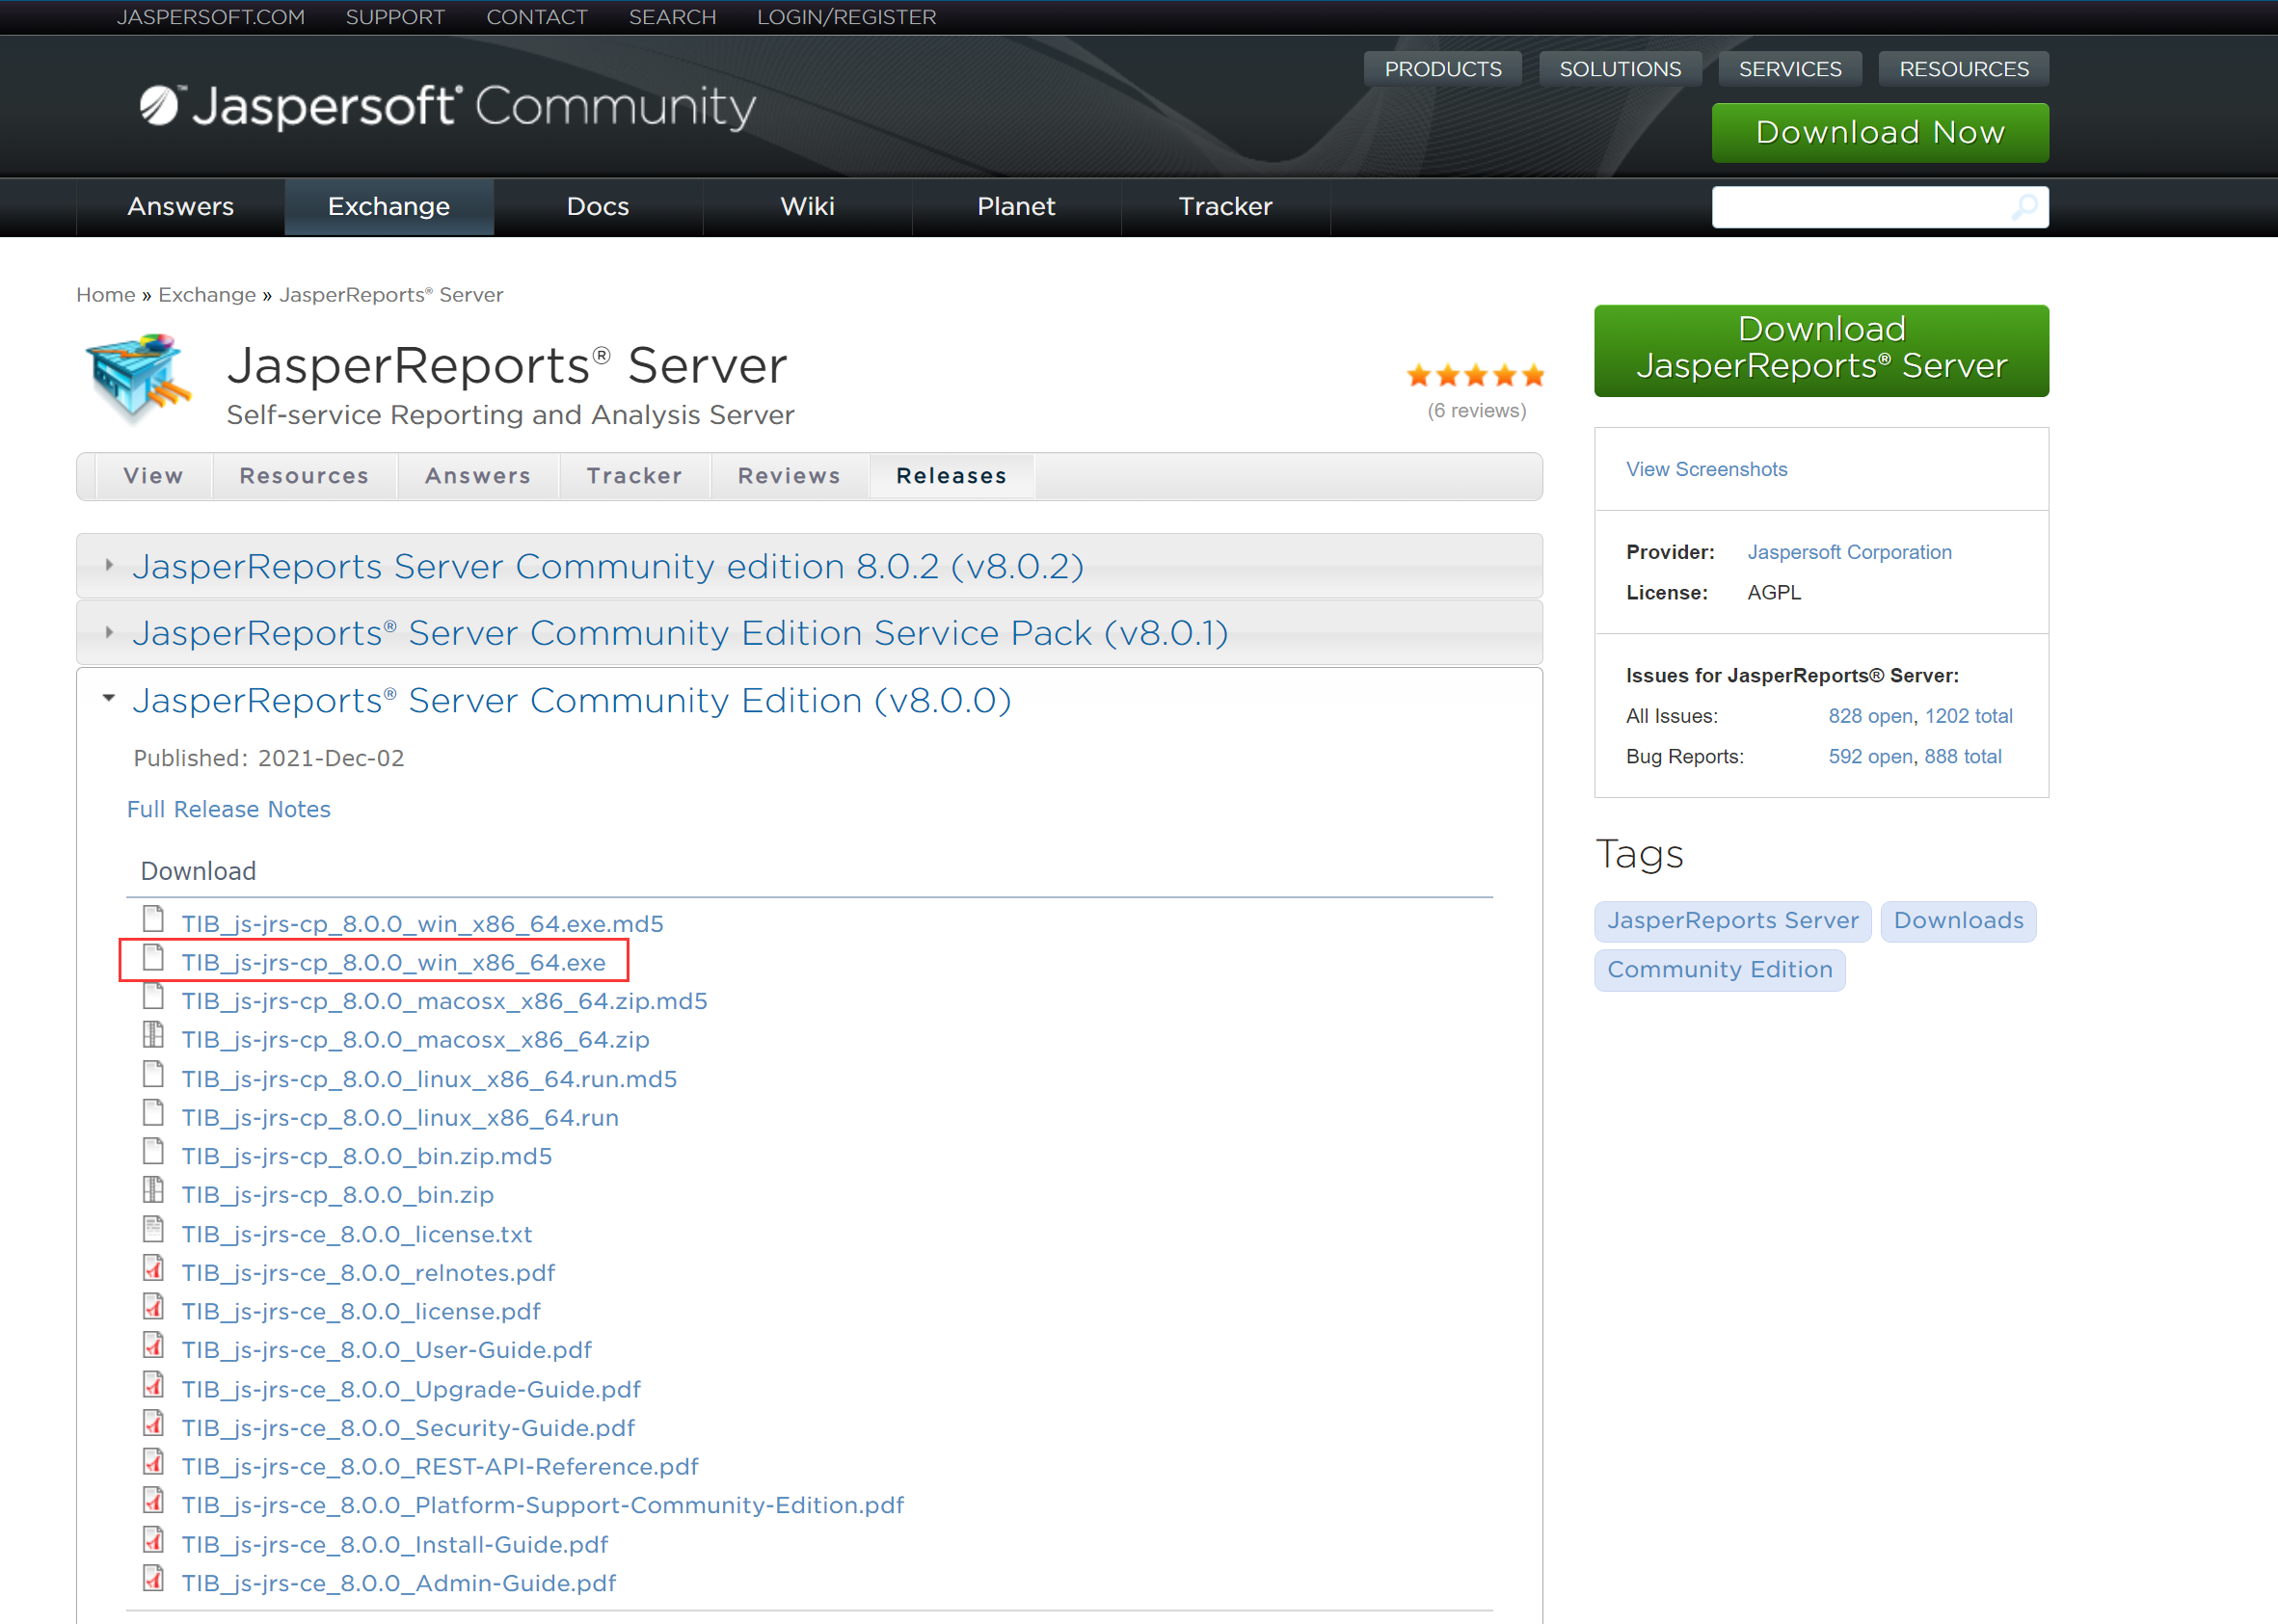 JASPERSOFT.COM SUPPORT CONTACT SEARCH LOGIN/REGISTER
PRODUCTS SOLUTIONS SERVICES RESOURCES
Jaspersoft® Community
Download Now
Answers Exchange Docs Wiki Planet Tracker
Home » Exchange » JasperReports® Server
JasperReports® Server
Self-service Reporting and Analysis Server
(6 reviews)
View Resources Answers Tracker Reviews Releases
JasperReports Server Community edition 8.0.2 (v8.0.2)
JasperReports® Server Community Edition Service Pack (v8.0.1)
JasperReports® Server Community Edition (v8.0.0)
Published: 2021-Dec-02
Full Release Notes
Download
TIB_js-jrs-cp_8.0.0_win_x86_64.exe.md5
TIB_js-jrs-cp_8.0.0_win_x86_64.exe
TIB_js-jrs-cp_8.0.0_macosx_x86_64.zip.md5
TIB_js-jrs-cp_8.0.0_macosx_x86_64.zip
TIB_js-jrs-cp_8.0.0_linux_x86_64.run.md5
TIB_js-jrs-cp_8.0.0_linux_x86_64.run
TIB_js-jrs-cp_8.0.0_bin.zip.md5
TIB_js-jrs-cp_8.0.0_bin.zip
TIB_js-jrs-ce_8.0.0_license.txt
TIB_js-jrs-ce_8.0.0_relnotes.pdf
TIB_js-jrs-ce_8.0.0_license.pdf
TIB_js-jrs-ce_8.0.0_User-Guide.pdf
TIB_js-jrs-ce_8.0.0_Upgrade-Guide.pdf
TIB_js-jrs-ce_8.0.0_Security-Guide.pdf
TIB_js-jrs-ce_8.0.0_REST-API-Reference.pdf
TIB_js-jrs-ce_8.0.0_Platform-Support-Community-Edition.pdf
TIB_js-jrs-ce_8.0.0_Install-Guide.pdf
TIB_js-jrs-ce_8.0.0_Admin-Guide.pdf
Download
JasperReports® Server
View Screenshots
Provider: Jaspersoft Corporation
License: AGPL
Issues for JasperReports® Server:
All Issues: 828 open, 1202 total
Bug Reports: 592 open, 888 total
Tags
JasperReports Server Downloads
Community Edition